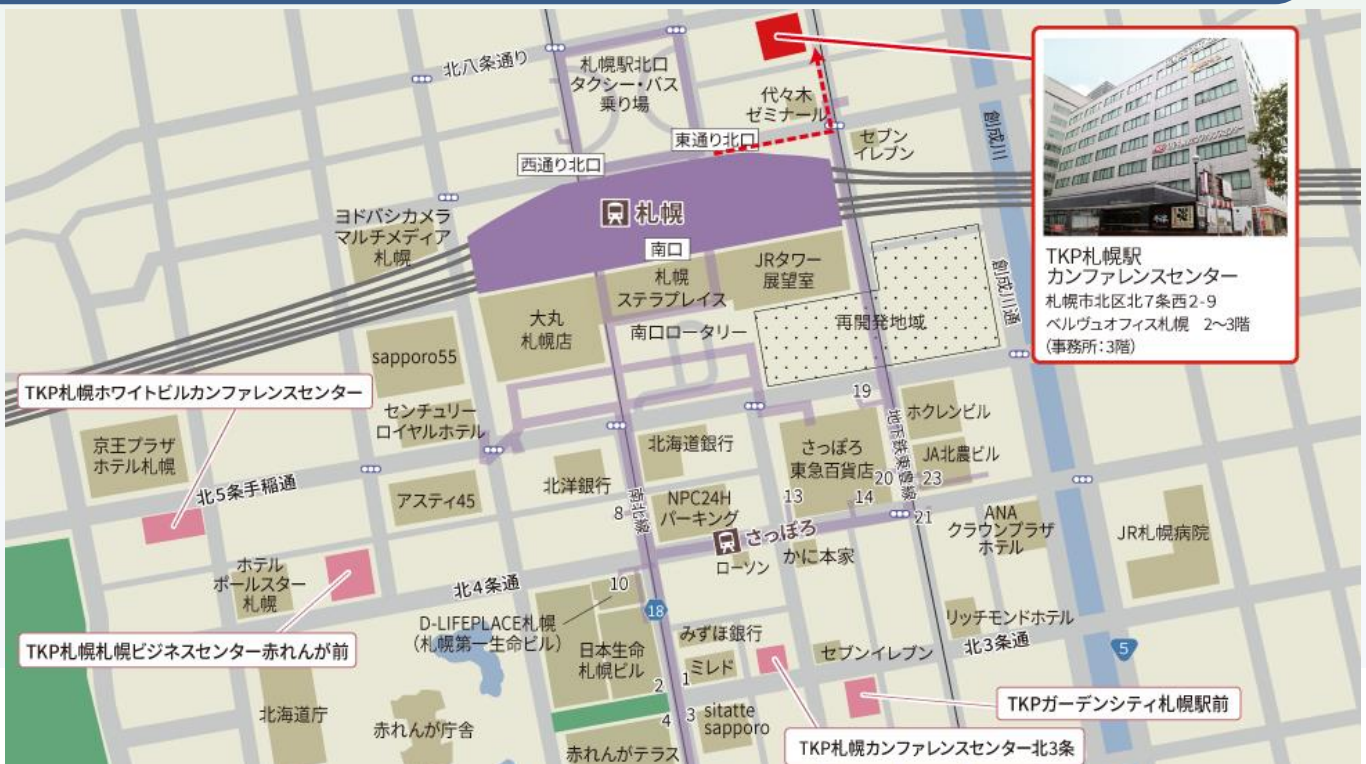 北八条通り
札幌駅北口
タクシー・バス
乗り場
代々木
ゼミナール
セブン
イレブン
創成川
東通り北口
西通り北口
TKP札幌駅
カンファレンスセンター
札幌市北区北7条西2-9
ベルヴュオフィス札幌 2〜3階
(事務所:3階)
札幌
南口
ヨドバシカメラ
マルチメディア
札幌
札幌
ステラプレイス
JRタワー
展望室
大丸
札幌店
南口ロータリー
再開発地域
創成川通
sapporo55
TKP札幌ホワイトビルカンファレンスセンター
センチュリー
ロイヤルホテル
19
地下鉄東豊線
ホクレンビル
京王プラザ
ホテル札幌
北海道銀行
さっぽろ
東急百貨店
JA北農ビル
北5条手稲通
アスティ45
北洋銀行
南北線
8
NPC24H
パーキング
13
14
20
23
21
さっぽろ
ANA
クラウンプラザ
ホテル
JR札幌病院
ローソン
かに本家
ホテル
ポールスター
札幌
北4条通
10
18
D-LIFEPLACE札幌
(札幌第一生命ビル)
リッチモンドホテル
TKP札幌札幌ビジネスセンター赤れんが前
日本生命
札幌ビル
みずほ銀行
ミレド
セブンイレブン
北3条通
5
2
1
4
3
sitatte
sapporo
TKPガーデンシティ札幌駅前
北海道庁
赤れんが庁舎
赤れんがテラス
TKP札幌カンファレンスセンター北3条